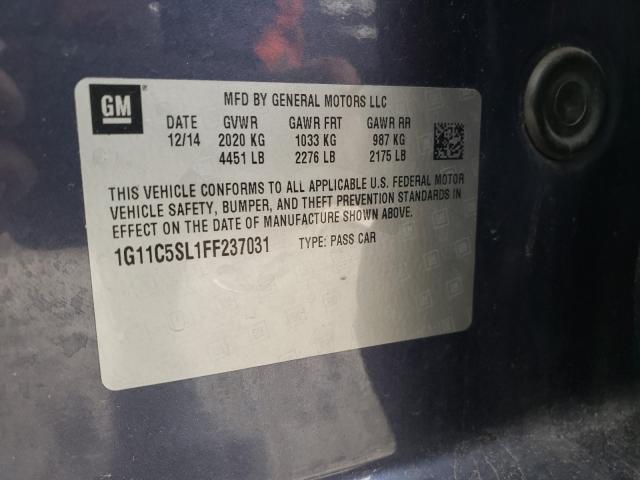 GM
MFD BY GENERAL MOTORS LLC
DATE GVWR GAWR FRT GAWR RR
12/14 2020 KG 1033 KG 987 KG
4451 LB 2276 LB 2175 LB
THIS VEHICLE CONFORMS TO ALL APPLICABLE U.S. FEDERAL MOTOR
VEHICLE SAFETY, BUMPER, AND THEFT PREVENTION STANDARDS IN
EFFECT ON THE DATE OF MANUFACTURE SHOWN ABOVE.
1G11C5SL1FF237031 TYPE: PASS CAR